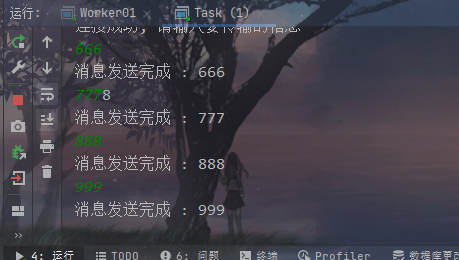 运行: Worker01 × Task (1) ×
连接成功, 请输入要传输的信息
666
消息发送完成 : 666
7778
消息发送完成 : 777
888
消息发送完成 : 888
999
消息发送完成 : 999
4: 运行 TODO 6: 问题 终端 Profiler 数据库更改